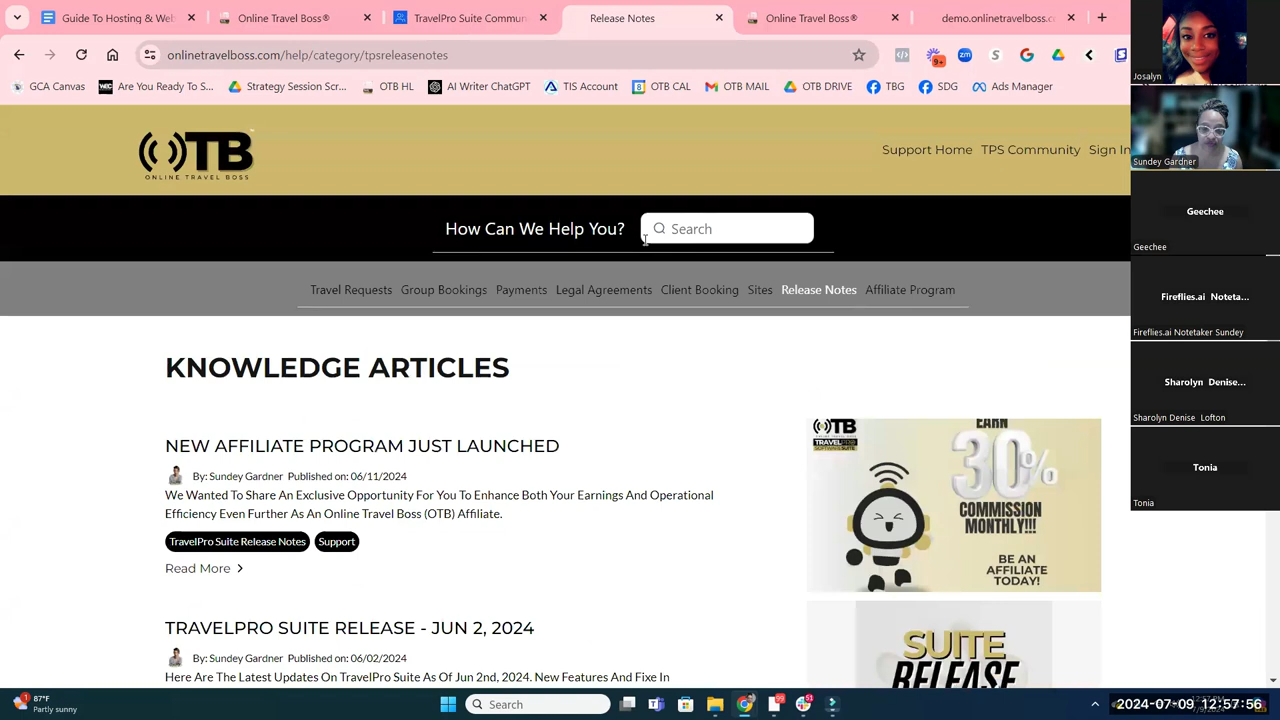 Guide To Hosting & Web
Online Travel Boss®
TravelPro Suite Commun
Release Notes
Online Travel Boss®
demo.onlinetravelboss.c
onlinetravelboss.com/help/category/tpsreleasenotes
GCA Canvas
Are You Ready To S...
Strategy Session Scr...
OTB HL
AI Writer ChatGPT
TIS Account
OTB CAL
OTB MAIL
OTB DRIVE
TBG
SDG
Ads Manager
OTB
ONLINE TRAVEL BOSS
Support Home
TPS Community
Sign In
How Can We Help You?
Search
Travel Requests
Group Bookings
Payments
Legal Agreements
Client Booking
Sites
Release Notes
Affiliate Program
KNOWLEDGE ARTICLES
NEW AFFILIATE PROGRAM JUST LAUNCHED
By: Sundey Gardner Published on: 06/11/2024
We Wanted To Share An Exclusive Opportunity For You To Enhance Both Your Earnings And Operational
Efficiency Even Further As An Online Travel Boss (OTB) Affiliate.
TravelPro Suite Release Notes
Support
Read More
OTB
EARN
30%
COMMISSION
MONTHLY!!!
BE AN
AFFILIATE
TODAY!
TRAVELPRO SUITE RELEASE - JUN 2, 2024
By: Sundey Gardner Published on: 06/02/2024
Here Are The Latest Updates On TravelPro Suite As Of Jun 2nd, 2024. New Features And Fixe In
SUITE
RELEASE
Josalyn
Sundey Gardner
Geechee
Geechee
Fireflies.ai Noteta...
Fireflies.ai Notetaker Sundey
Sharolyn Denise...
Sharolyn Denise Lofton
Tonia
Tonia
87°F
Partly sunny
Search
2024-07-09 12:57:56